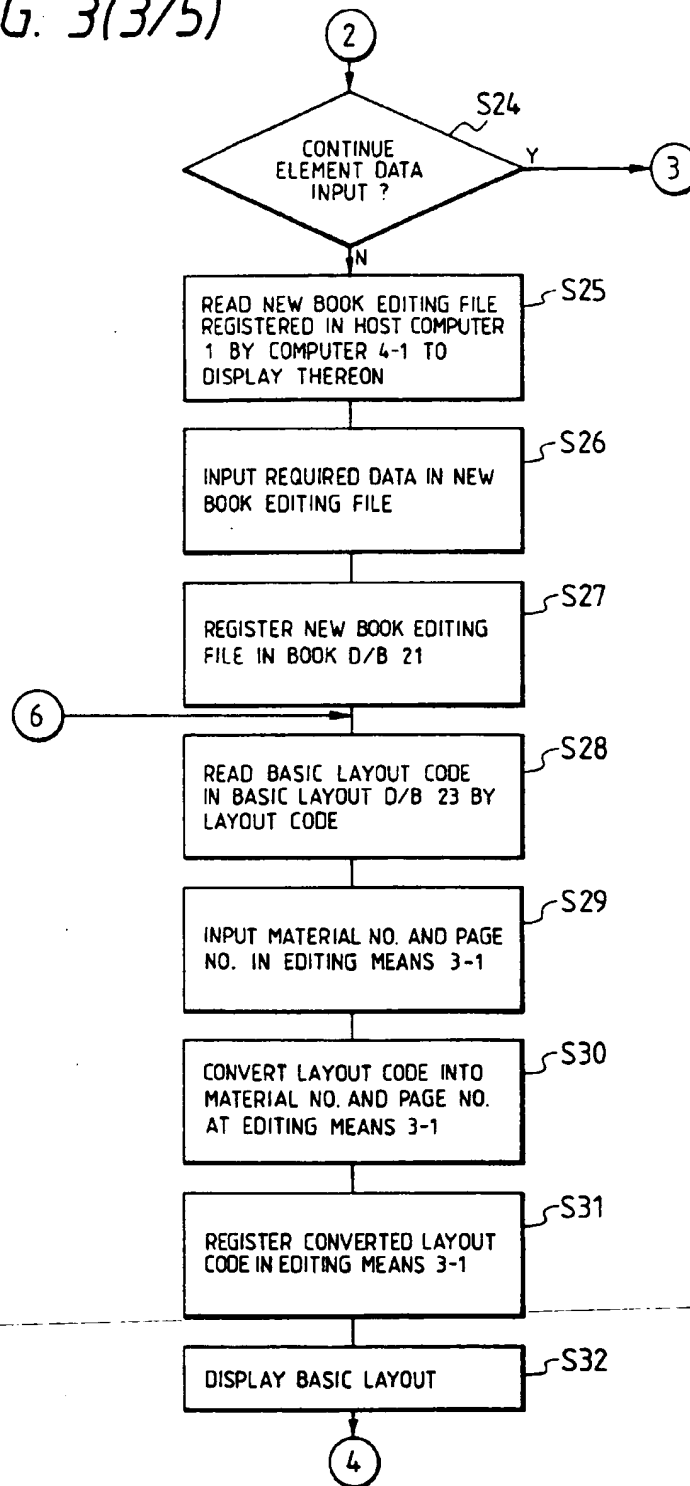 G. 3(3/5)
2
S24
CONTINUE
ELEMENT DATA
INPUT ?
Y
3
N
S25
READ NEW BOOK EDITING FILE
REGISTERED IN HOST COMPUTER
1 BY COMPUTER 4-1 TO
DISPLAY THEREON
S26
INPUT REQUIRED DATA IN NEW
BOOK EDITING FILE
S27
REGISTER NEW BOOK EDITING
FILE IN BOOK D/B 21
6
S28
READ BASIC LAYOUT CODE
IN BASIC LAYOUT D/B 23 BY
LAYOUT CODE
S29
INPUT MATERIAL NO. AND PAGE
NO. IN EDITING MEANS 3-1
S30
CONVERT LAYOUT CODE INTO
MATERIAL NO. AND PAGE NO.
AT EDITING MEANS 3-1
S31
REGISTER CONVERTED LAYOUT
CODE IN EDITING MEANS 3-1
S32
DISPLAY BASIC LAYOUT
4